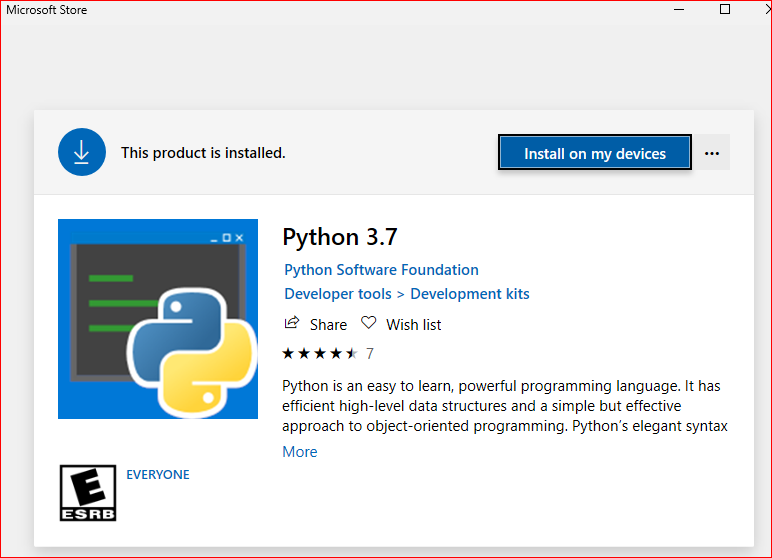 Microsoft Store
This product is installed.
Install on my devices
Python 3.7
Python Software Foundation
Developer tools > Development kits
Share
Wish list
7
Python is an easy to learn, powerful programming language. It has
efficient high-level data structures and a simple but effective
approach to object-oriented programming. Python’s elegant syntax
More
E
ESRB
EVERYONE